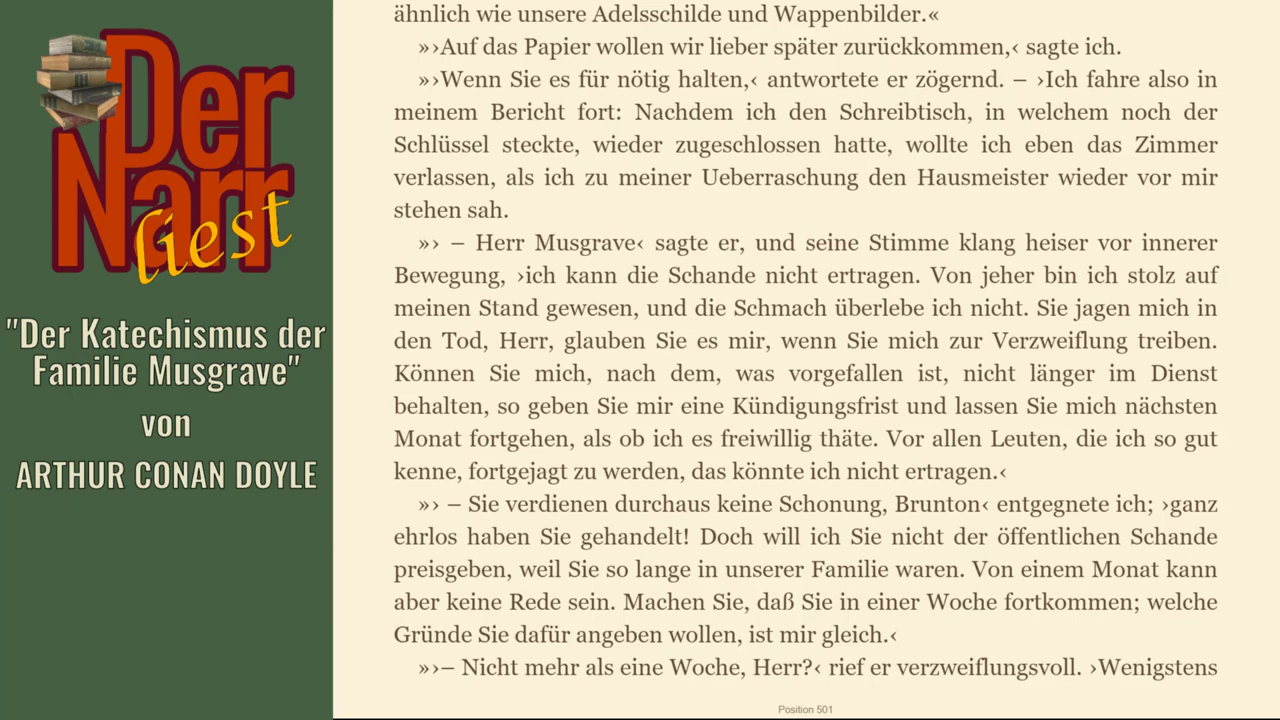 Der
Narr
liest
"Der Katechismus der
Familie Musgrave"
von
ARTHUR CONAN DOYLE
ähnlich wie unsere Adelsschilde und Wappenbilder.«
»›Auf das Papier wollen wir lieber später zurückkommen,‹ sagte ich.
»›Wenn Sie es für nötig halten,‹ antwortete er zögernd. – ›Ich fahre also in
meinem Bericht fort: Nachdem ich den Schreibtisch, in welchem noch der
Schlüssel steckte, wieder zugeschlossen hatte, wollte ich eben das Zimmer
verlassen, als ich zu meiner Ueberraschung den Hausmeister wieder vor mir
stehen sah.
»› – Herr Musgrave‹ sagte er, und seine Stimme klang heiser vor innerer
Bewegung, ›ich kann die Schande nicht ertragen. Von jeher bin ich stolz auf
meinen Stand gewesen, und die Schmach überlebe ich nicht. Sie jagen mich in
den Tod, Herr, glauben Sie es mir, wenn Sie mich zur Verzweiflung treiben.
Können Sie mich, nach dem, was vorgefallen ist, nicht länger im Dienst
behalten, so geben Sie mir eine Kündigungsfrist und lassen Sie mich nächsten
Monat fortgehen, als ob ich es freiwillig thäte. Vor allen Leuten, die ich so gut
kenne, fortgejagt zu werden, das könnte ich nicht ertragen.‹
»› – Sie verdienen durchaus keine Schonung, Brunton‹ entgegnete ich; ›ganz
ehrlos haben Sie gehandelt! Doch will ich Sie nicht der öffentlichen Schande
preisgeben, weil Sie so lange in unserer Familie waren. Von einem Monat kann
aber keine Rede sein. Machen Sie, daß Sie in einer Woche fortkommen; welche
Gründe Sie dafür angeben wollen, ist mir gleich.‹
»›– Nicht mehr als eine Woche, Herr?‹ rief er verzweiflungsvoll. ›Wenigstens
Position 501